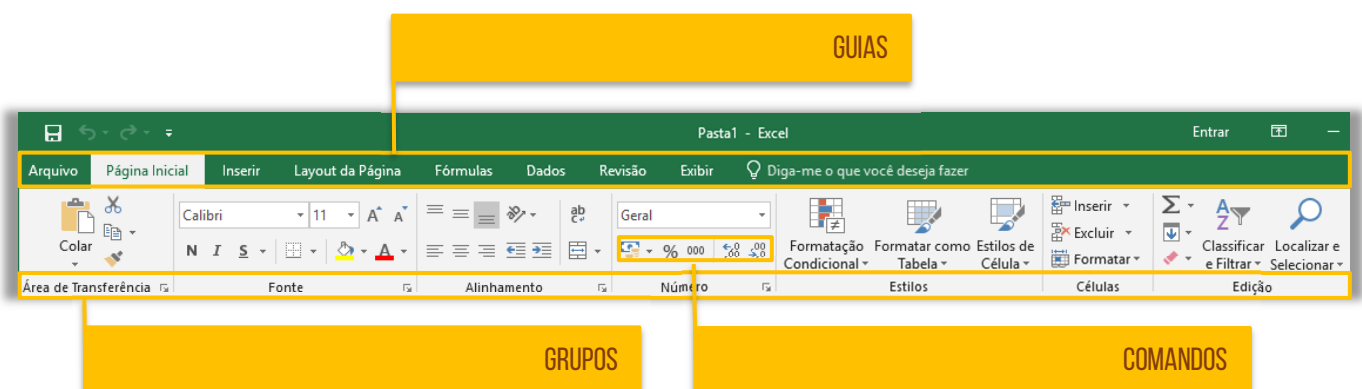 GUIAS
Pasta1 - Excel Entrar
Arquivo Página Inicial Inserir Layout da Página Fórmulas Dados Revisão Exibir Diga-me o que você deseja fazer
Calibri 11 A A ab Geral Inserir
Colar N I S A % 000 Formatação Formatar como Estilos de Excluir Classificar Localizar e
Condicional Tabela Célula Formatar e Filtrar Selecionar
Área de Transferência Fonte Alinhamento Número Estilos Células Edição
GRUPOS COMANDOS